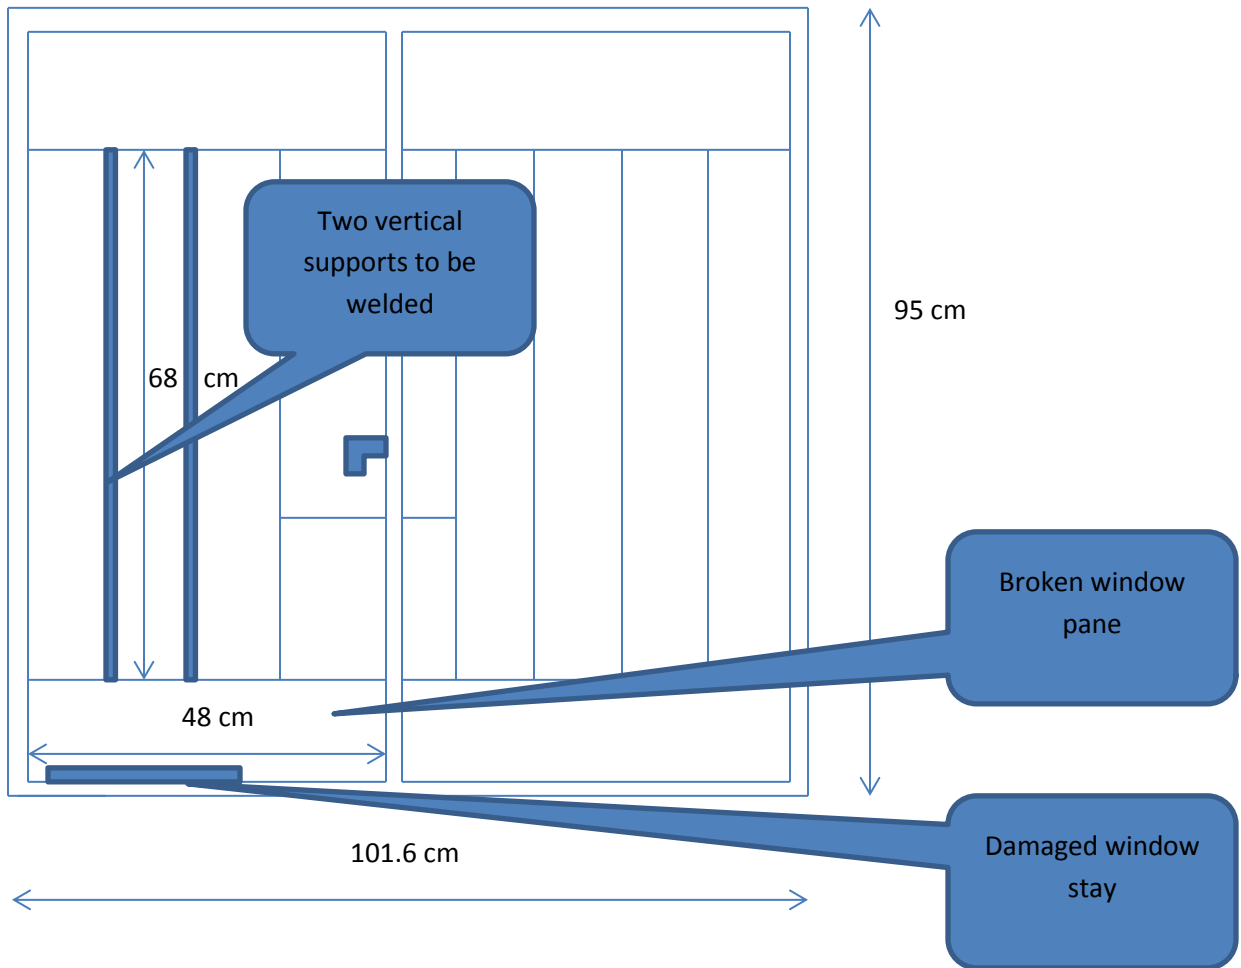 Two vertical
supports to be
welded
95 cm
68 cm
Broken window
pane
48 cm
101.6 cm
Damaged window
stay